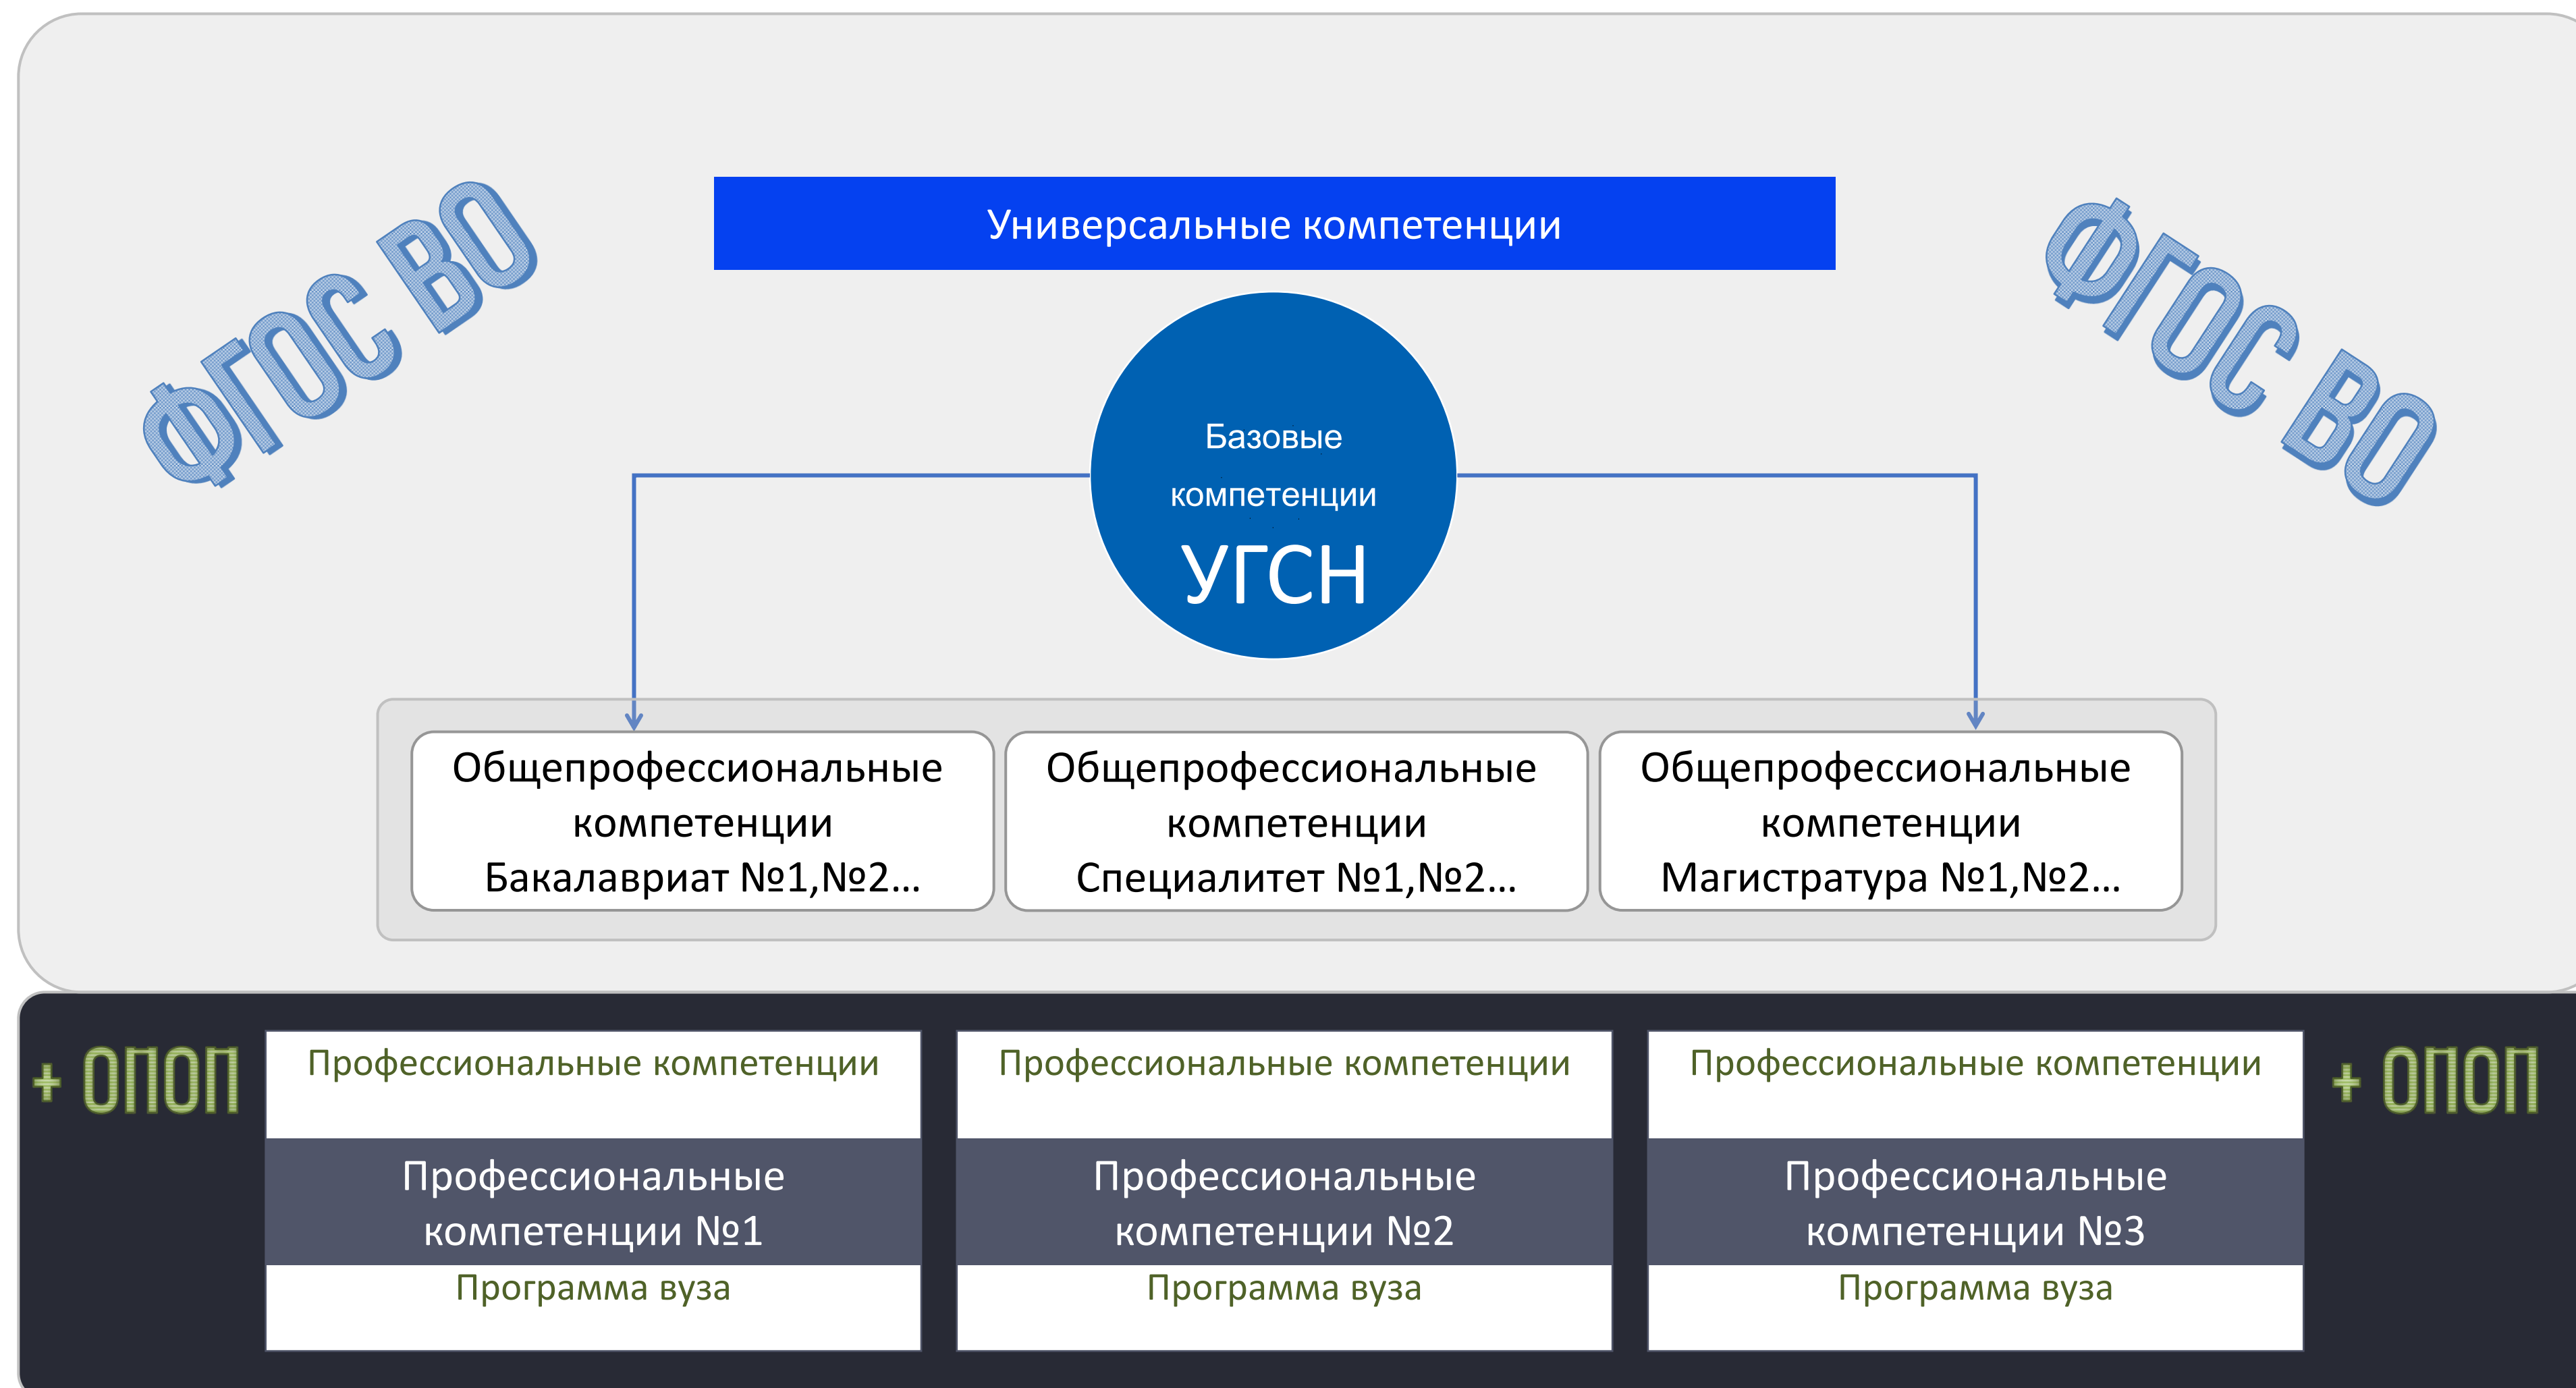 Универсальные компетенции
ФГОС ВО
ФГОС ВО
Базовые
компетенции
УГСН
Общепрофессиональные
компетенции
Бакалавриат №1,№2...
Общепрофессиональные
компетенции
Специалитет №1,№2...
Общепрофессиональные
компетенции
Магистратура №1,№2...
+ ОПОП
Профессиональные компетенции
Профессиональные
компетенции №1
Программа вуза
Профессиональные компетенции
Профессиональные
компетенции №2
Программа вуза
Профессиональные компетенции
Профессиональные
компетенции №3
Программа вуза
+ ОПОП